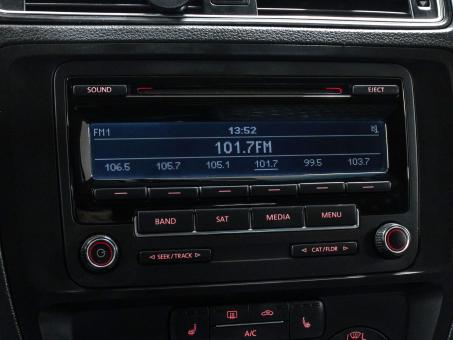 SOUND EJECT
FM1 13:52
101.7FM
106.5 105.7 105.1 101.7 99.5 103.7
BAND SAT MEDIA MENU
SEEK / TRACK CAT / FLDR
A/C